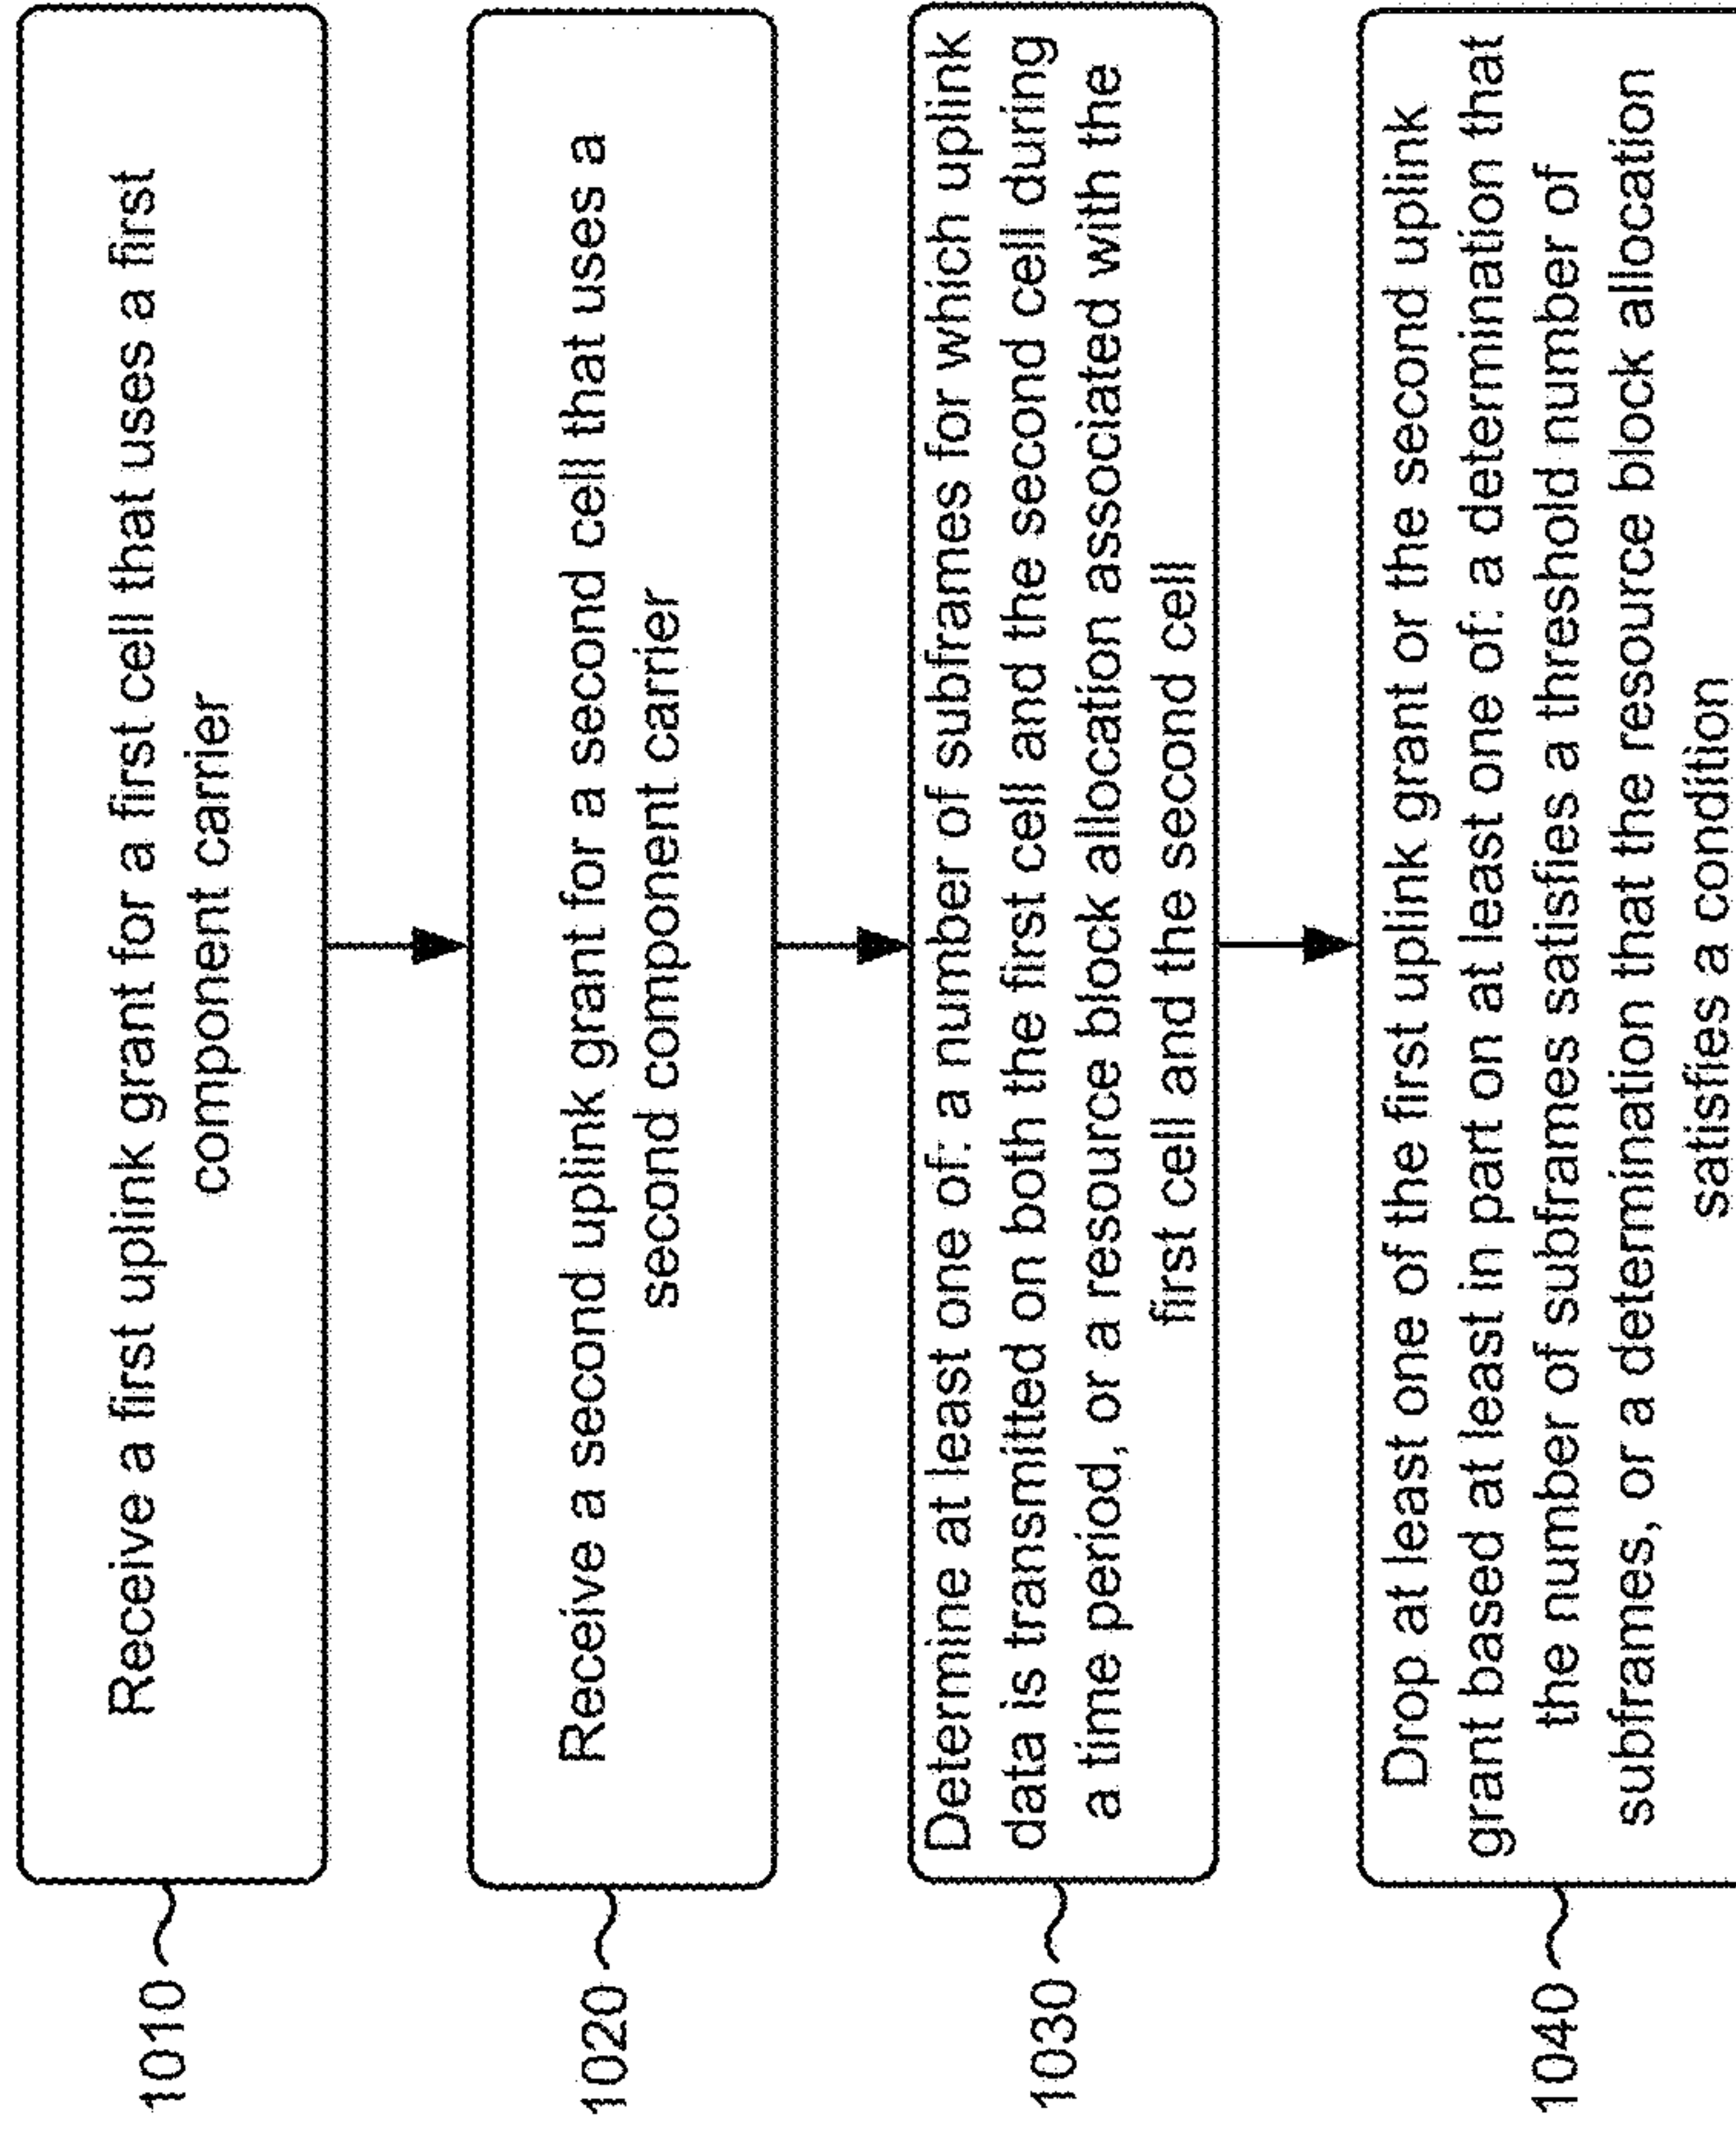 1010
Receive a first uplink grant for a first cell that uses a first
component carrier
1020
Receive a second uplink grant for a second cell that uses a
second component carrier
1030
Determine at least one of: a number of subframes for which uplink
data is transmitted on both the first cell and the second cell during
a time period, or a resource block allocation associated with the
first cell and the second cell
1040
Drop at least one of the first uplink grant or the second uplink
grant based at least in part on at least one of: a determination that
the number of subframes satisfies a threshold number of
subframes, or a determination that the resource block allocation
satisfies a condition